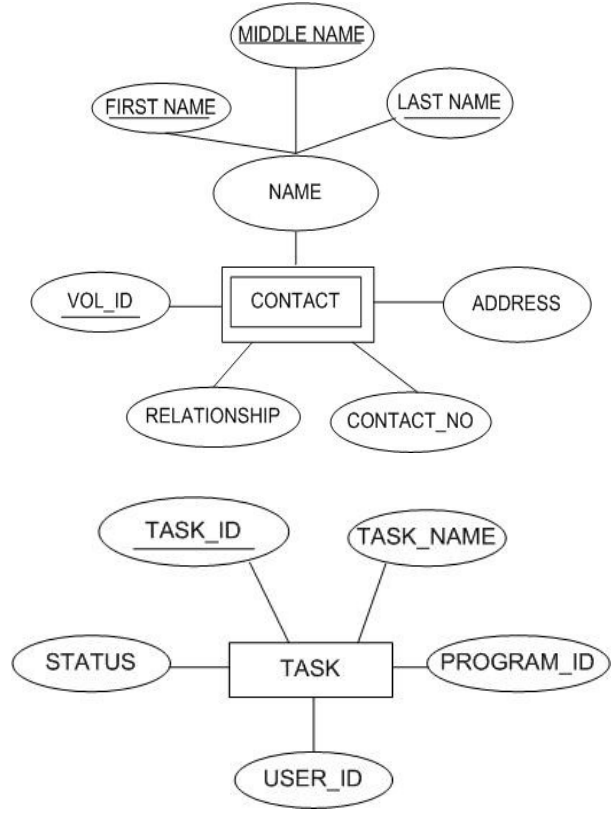 MIDDLE NAME
FIRST NAME
LAST NAME
NAME
VOL_ID
CONTACT
ADDRESS
RELATIONSHIP
CONTACT_NO
TASK_ID
TASK_NAME
STATUS
TASK
PROGRAM_ID
USER_ID